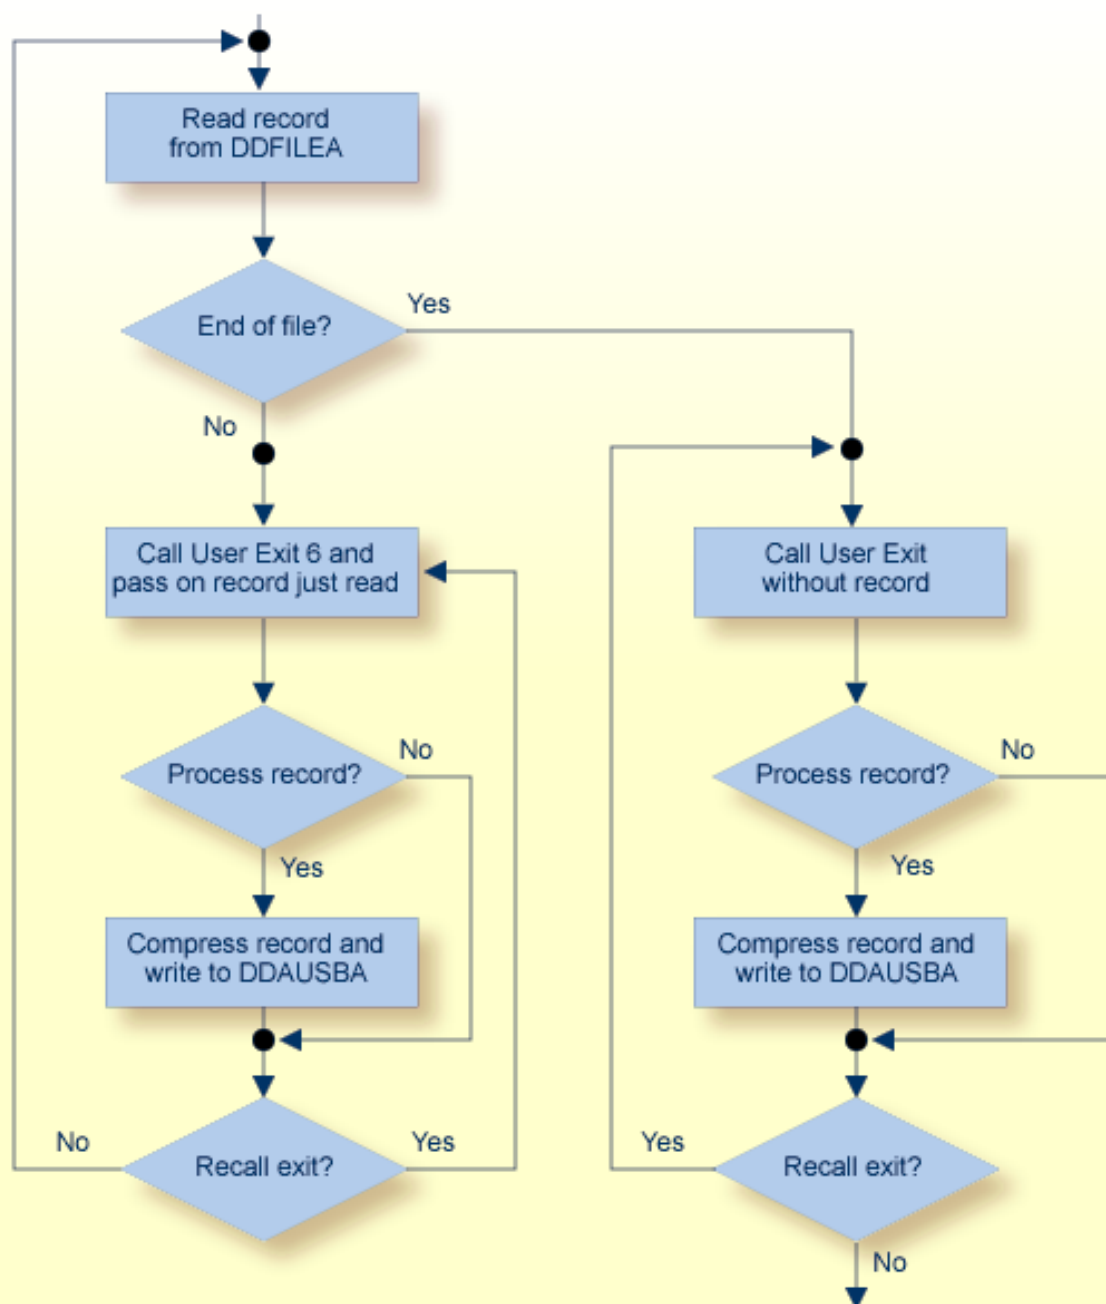 Read record
from DDFILEA
End of file?
Yes
No
Call User Exit 6 and
pass on record just read
Process record?
No
Yes
Compress record and
write to DDAUSBA
Recall exit?
No
Yes
Call User Exit
without record
Process record?
No
Yes
Compress record and
write to DDAUSBA
Recall exit?
Yes
No